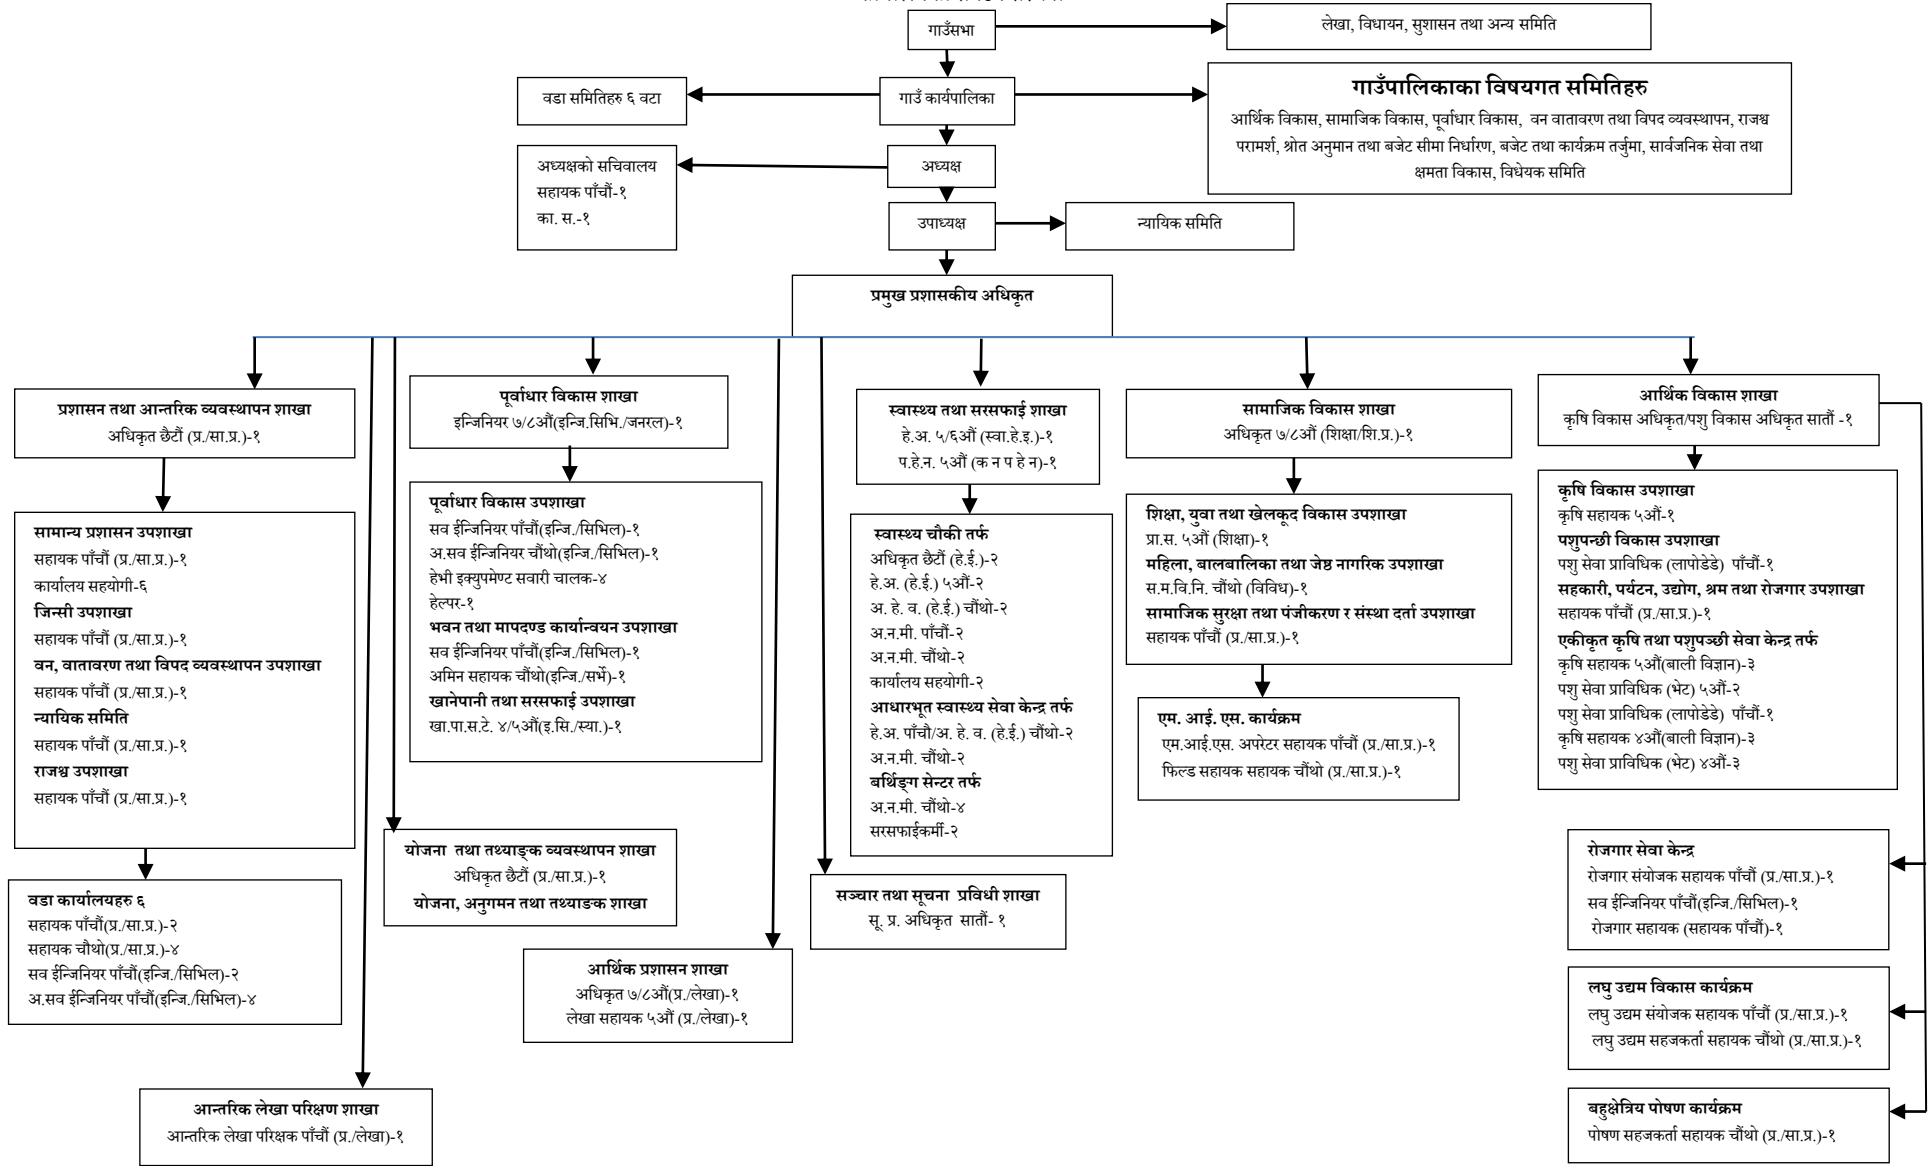 गाउँसभा
लेखा, विधायन, सुशासन तथा अन्य समिति
वडा समितिहरु ६ वटा
गाउँ कार्यपालिका
गाउँपालिकाका विषयगत समितिहरु
आर्थिक विकास, सामाजिक विकास, पूर्वाधार विकास, वन वातावरण तथा विपद व्यवस्थापन, राजश्व
परामर्श, श्रोत अनुमान तथा बजेट सीमा निर्धारण, बजेट तथा कार्यक्रम तर्जुमा, सार्वजनिक सेवा तथा
क्षमता विकास, विधेयक समिति
अध्यक्षको सचिवालय
सहायक पाँचौं-१
का. स.-१
अध्यक्ष
उपाध्यक्ष
न्यायिक समिति
प्रमुख प्रशासकीय अधिकृत
प्रशासन तथा आन्तरिक व्यवस्थापन शाखा
अधिकृत छैटौं (प्र./सा.प्र.)-१
सामान्य प्रशासन उपशाखा
सहायक पाँचौं (प्र./सा.प्र.)-१
कार्यालय सहयोगी-६
जिन्सी उपशाखा
सहायक पाँचौं (प्र./सा.प्र.)-१
वन, वातावरण तथा विपद व्यवस्थापन उपशाखा
सहायक पाँचौं (प्र./सा.प्र.)-१
न्यायिक समिति
सहायक पाँचौं (प्र./सा.प्र.)-१
राजश्व उपशाखा
सहायक पाँचौं (प्र./सा.प्र.)-१
वडा कार्यालयहरु ६
सहायक पाँचौं(प्र./सा.प्र.)-२
सहायक चौथो(प्र./सा.प्र.)-४
सव ईन्जिनियर पाँचौं(इन्जि./सिभिल)-२
अ.सव ईन्जिनियर पाँचौं(इन्जि./सिभिल)-४
आन्तरिक लेखा परिक्षण शाखा
आन्तरिक लेखा परिक्षक पाँचौं (प्र./लेखा)-१
पूर्वाधार विकास शाखा
इन्जिनियर ७/८औं(इन्जि.सिभि./जनरल)-१
पूर्वाधार विकास उपशाखा
सव ईन्जिनियर पाँचौं(इन्जि./सिभिल)-१
अ.सव ईन्जिनियर चौंथो(इन्जि./सिभिल)-१
हेभी इक्युपमेण्ट सवारी चालक-४
हेल्पर-१
भवन तथा मापदण्ड कार्यान्वयन उपशाखा
सव ईन्जिनियर पाँचौं(इन्जि./सिभिल)-१
अमिन सहायक चौंथो(इन्जि./सर्भे)-१
खानेपानी तथा सरसफाई उपशाखा
खा.पा.स.टे. ४/५औं(इ.सि./स्या.)-१
योजना तथा तथ्याङ्क व्यवस्थापन शाखा
अधिकृत छैटौं (प्र./सा.प्र.)-१
योजना, अनुगमन तथा तथ्याङक शाखा
आर्थिक प्रशासन शाखा
अधिकृत ७/८औं(प्र./लेखा)-१
लेखा सहायक ५औं (प्र./लेखा)-१
स्वास्थ्य तथा सरसफाई शाखा
हे.अ. ५/६औं (स्वा.हे.इ.)-१
प.हे.न. ५औं (क न प हे न)-१
स्वास्थ्य चौकी तर्फ
अधिकृत छैटौं (हे.ई.)-२
हे.अ. (हे.ई.) ५औं-२
अ. हे. व. (हे.ई.) चौंथो-२
अ.न.मी. पाँचौं-२
अ.न.मी. चौंथो-२
कार्यालय सहयोगी-२
आधारभूत स्वास्थ्य सेवा केन्द्र तर्फ
हे.अ. पाँचौ/अ. हे. व. (हे.ई.) चौंथो-२
अ.न.मी. चौंथो-२
बर्थिङ्ग सेन्टर तर्फ
अ.न.मी. चौंथो-४
सरसफाईकर्मी-२
सञ्चार तथा सूचना प्रविधी शाखा
सू. प्र. अधिकृत सातौं- १
सामाजिक विकास शाखा
अधिकृत ७/८औं (शिक्षा/शि.प्र.)-१
शिक्षा, युवा तथा खेलकूद विकास उपशाखा
प्रा.स. ५औं (शिक्षा)-१
महिला, बालबालिका तथा जेष्ठ नागरिक उपशाखा
स.म.वि.नि. चौंथो (विविध)-१
सामाजिक सुरक्षा तथा पंजीकरण र संस्था दर्ता उपशाखा
सहायक पाँचौं (प्र./सा.प्र.)-१
एम. आई. एस. कार्यक्रम
एम.आई.एस. अपरेटर सहायक पाँचौं (प्र./सा.प्र.)-१
फिल्ड सहायक सहायक चौंथो (प्र./सा.प्र.)-१
आर्थिक विकास शाखा
कृषि विकास अधिकृत/पशु विकास अधिकृत सातौं -१
कृषि विकास उपशाखा
कृषि सहायक ५औं-१
पशुपन्छी विकास उपशाखा
पशु सेवा प्राविधिक (लापोडेडे) पाँचौं-१
सहकारी, पर्यटन, उद्योग, श्रम तथा रोजगार उपशाखा
सहायक पाँचौं (प्र./सा.प्र.)-१
एकीकृत कृषि तथा पशुपञ्छी सेवा केन्द्र तर्फ
कृषि सहायक ५औं(बाली विज्ञान)-३
पशु सेवा प्राविधिक (भेट) ५औं-२
पशु सेवा प्राविधिक (लापोडेडे) पाँचौं-१
कृषि सहायक ४औं(बाली विज्ञान)-३
पशु सेवा प्राविधिक (भेट) ४औं-३
रोजगार सेवा केन्द्र
रोजगार संयोजक सहायक पाँचौं (प्र./सा.प्र.)-१
सव ईन्जिनियर पाँचौं(इन्जि./सिभिल)-१
रोजगार सहायक (सहायक पाँचौं)-१
लघु उद्यम विकास कार्यक्रम
लघु उद्यम संयोजक सहायक पाँचौं (प्र./सा.प्र.)-१
लघु उद्यम सहजकर्ता सहायक चौंथो (प्र./सा.प्र.)-१
बहुक्षेत्रिय पोषण कार्यक्रम
पोषण सहजकर्ता सहायक चौंथो (प्र./सा.प्र.)-१